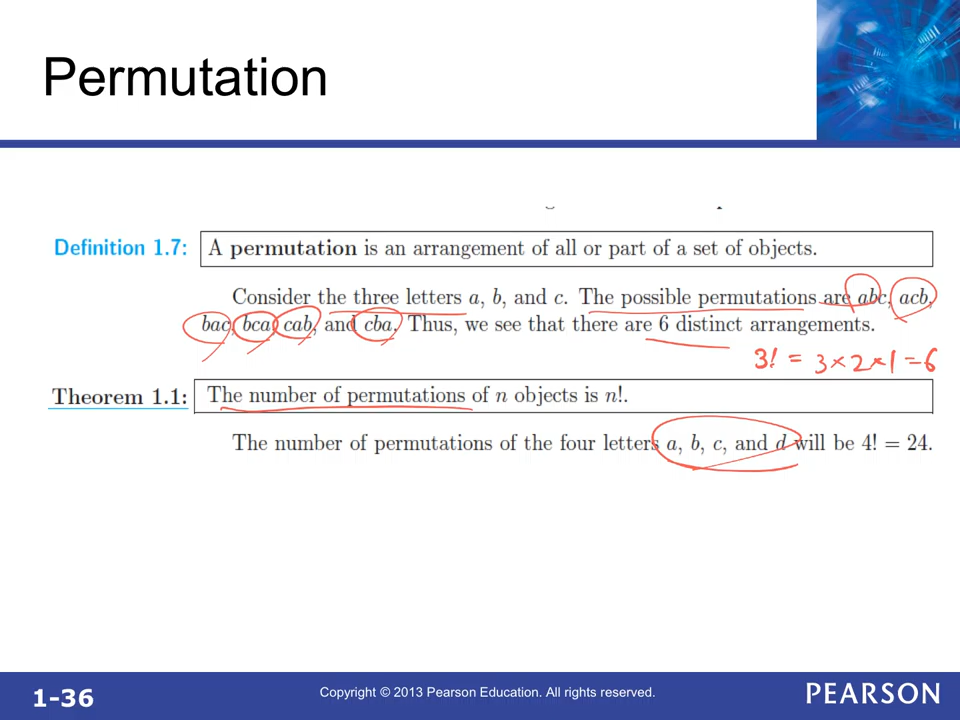 Permutation
Definition 1.7: A permutation is an arrangement of all or part of a set of objects.
Consider the three letters a, b, and c. The possible permutations are abc, acb,
bac, bca, cab, and cba. Thus, we see that there are 6 distinct arrangements.
3! = 3 × 2 × 1 = 6
Theorem 1.1: The number of permutations of n objects is n!.
The number of permutations of the four letters a, b, c, and d will be 4! = 24.
1-36
Copyright © 2013 Pearson Education. All rights reserved.
PEARSON